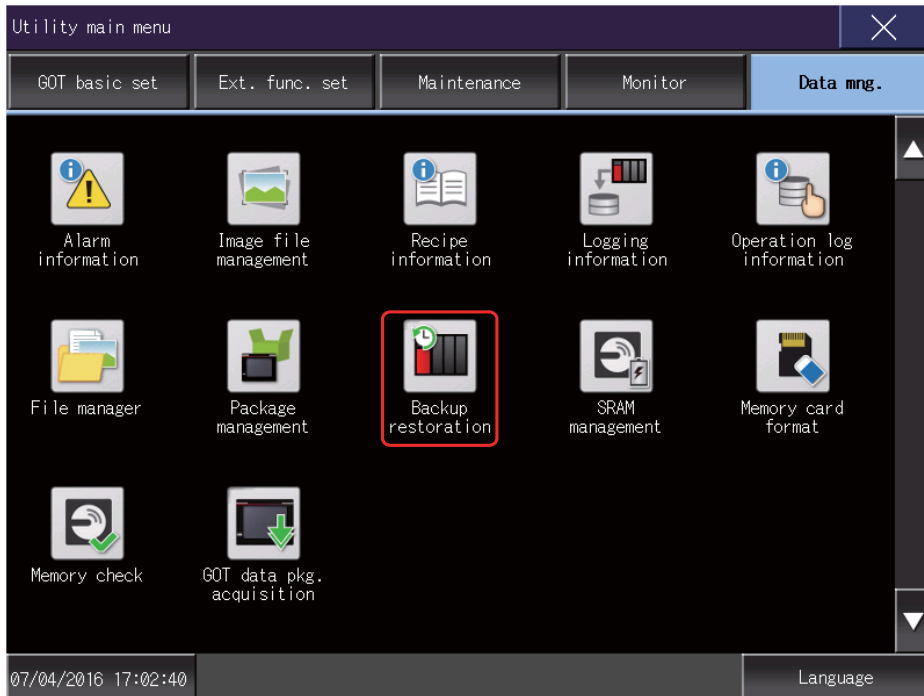 Utility main menu
GOT basic set
Ext. func. set
Maintenance
Monitor
Data mng.
Alarm
information
Image file
management
Recipe
information
Logging
information
Operation log
information
File manager
Package
management
Backup
restoration
SRAM
management
Memory card
format
Memory check
GOT data pkg.
acquisition
07/04/2016 17:02:40
Language